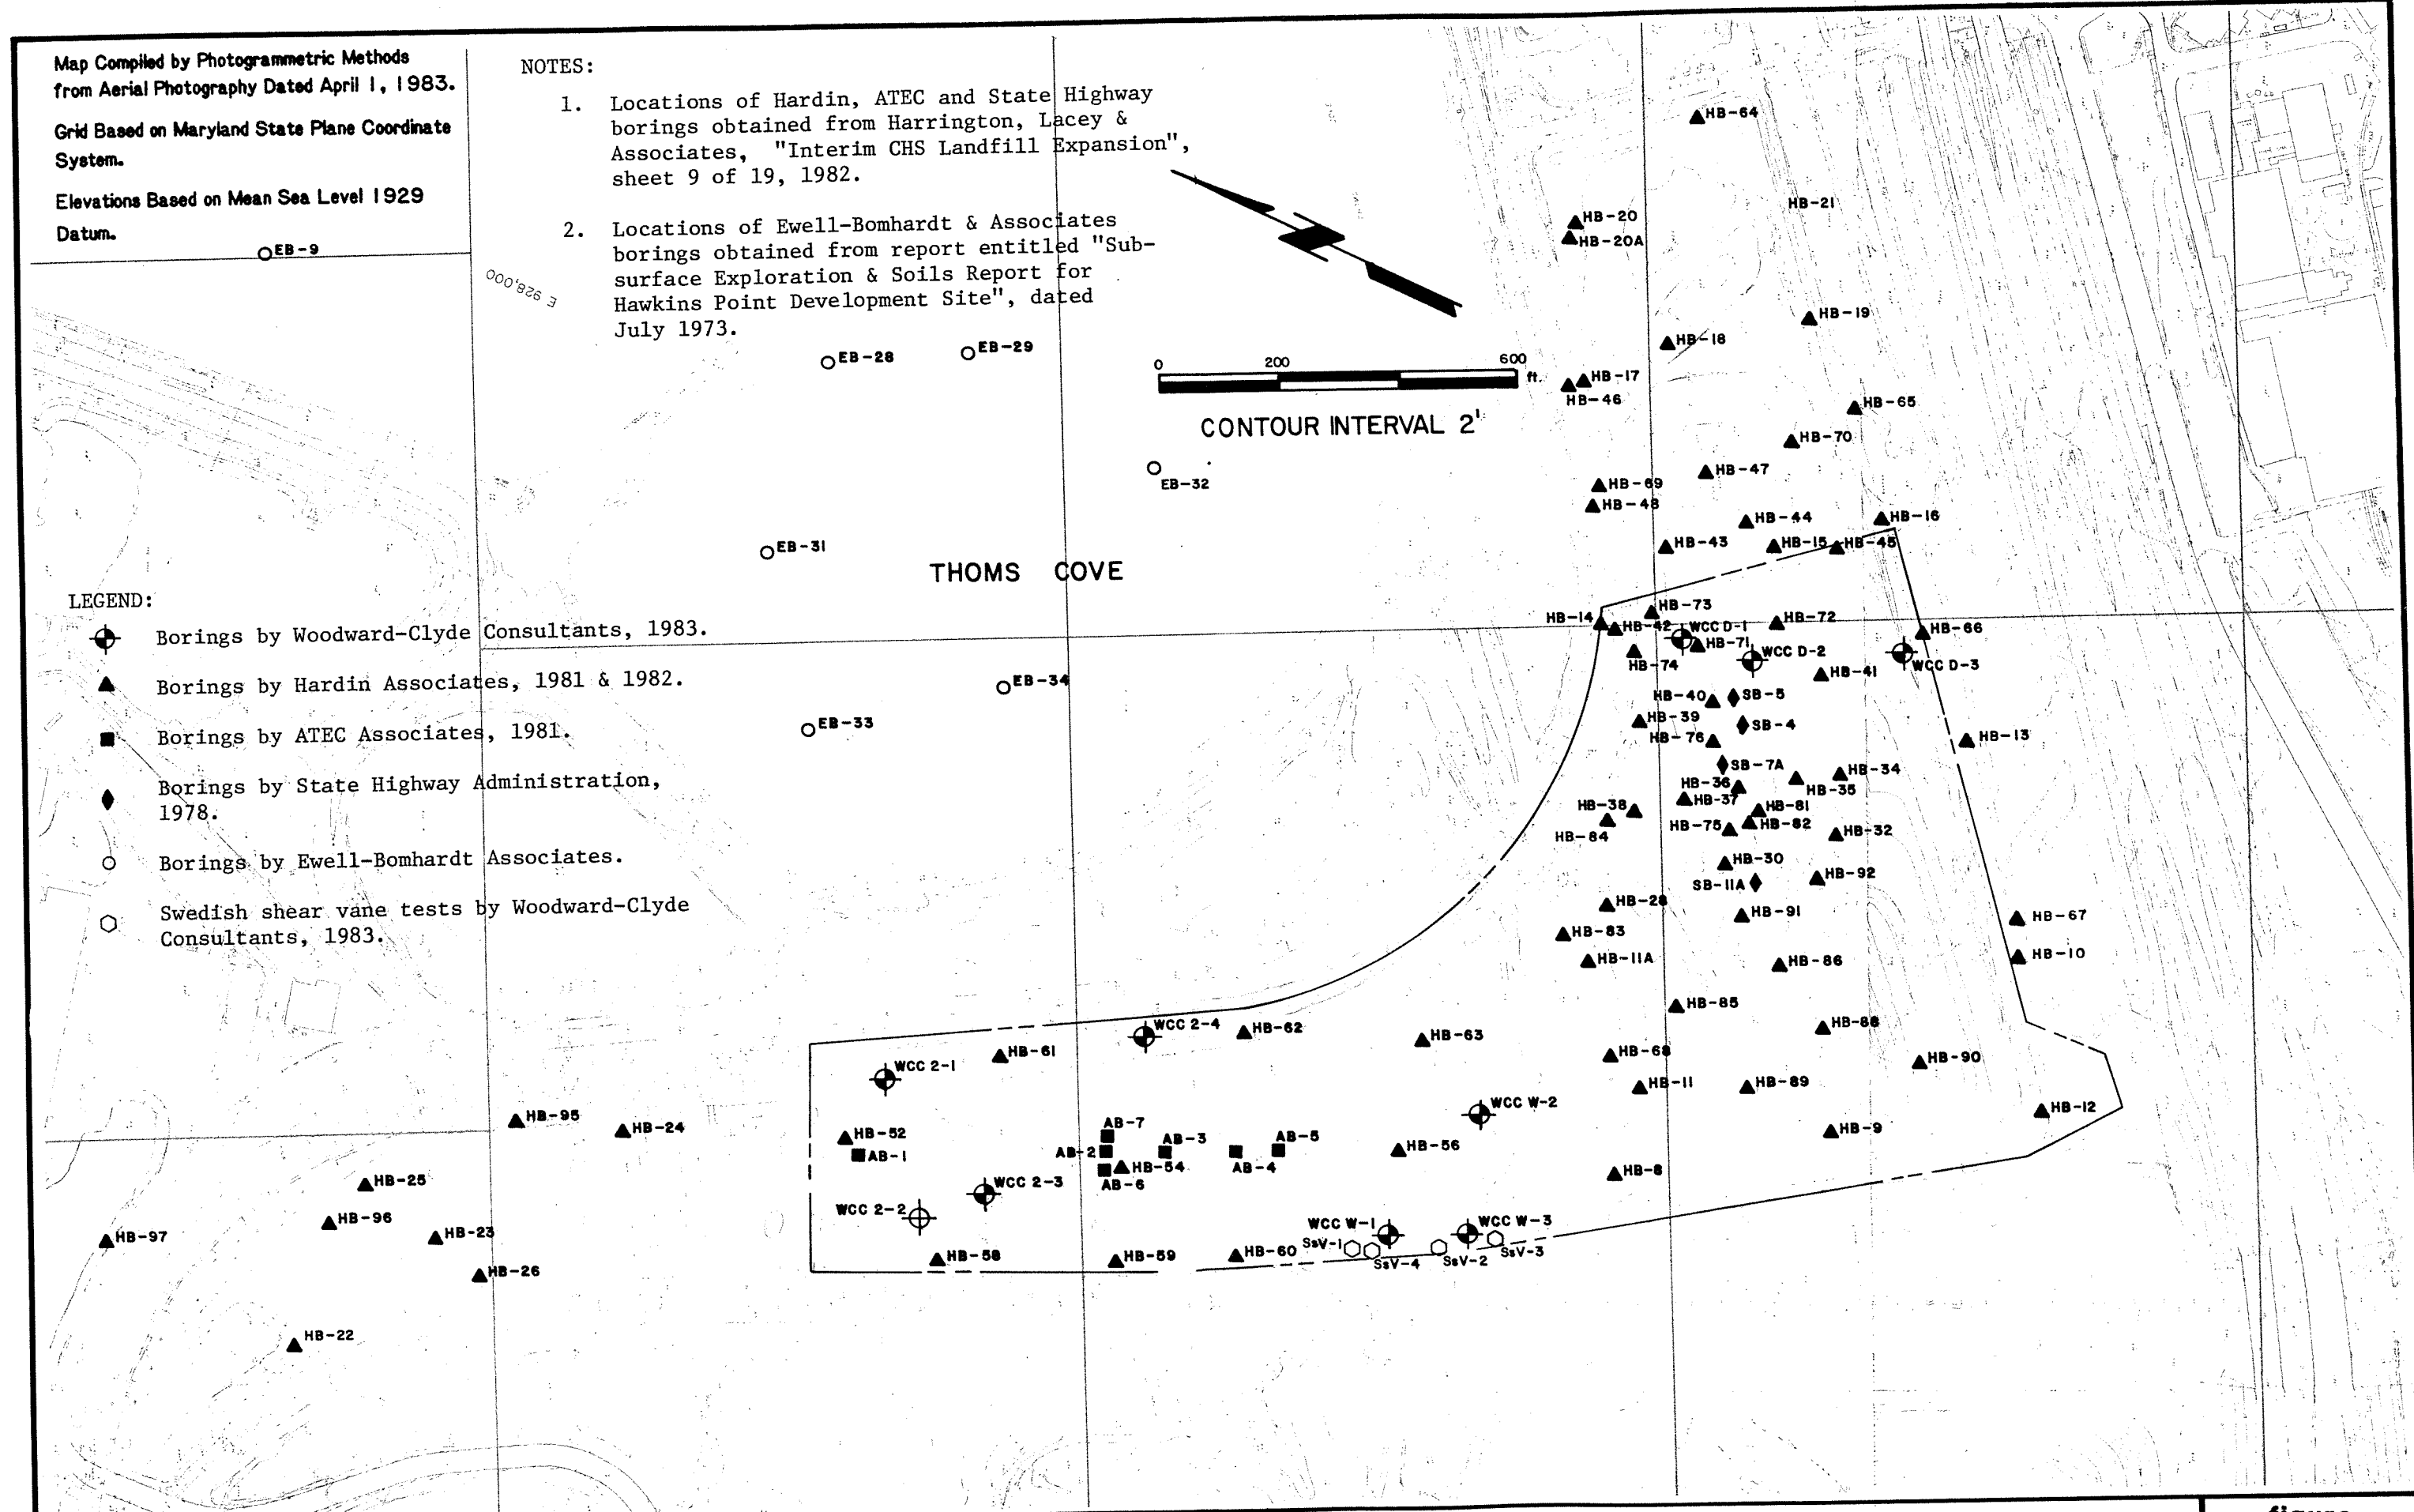 Map Compiled by Photogrammetric Methods
from Aerial Photography Dated April 1, 1983.
Grid Based on Maryland State Plane Coordinate
System.
Elevations Based on Mean Sea Level 1929
Datum.
EB-9
E 928,000
NOTES:
1. Locations of Hardin, ATEC and State Highway
borings obtained from Harrington, Lacey &
Associates, "Interim CHS Landfill Expansion",
sheet 9 of 19, 1982.
2. Locations of Ewell-Bomhardt & Associates
borings obtained from report entitled "Sub-
surface Exploration & Soils Report for
Hawkins Point Development Site", dated
July 1973.
0 200 600
ft.
CONTOUR INTERVAL 2'
EB-28
EB-29
EB-32
EB-31
THOMS COVE
EB-34
EB-33
LEGEND:
Borings by Woodward-Clyde Consultants, 1983.
Borings by Hardin Associates, 1981 & 1982.
Borings by ATEC Associates, 1981.
Borings by State Highway Administration,
1978.
Borings by Ewell-Bomhardt Associates.
Swedish shear vane tests by Woodward-Clyde
Consultants, 1983.
HB-64
HB-21
HB-20
HB-20A
HB-19
HB-18
HB-17
HB-46
HB-65
HB-70
HB-47
HB-69
HB-48
HB-44
HB-16
HB-43
HB-15
HB-45
HB-73
HB-14
HB-42
WCC D-1
HB-72
HB-66
HB-71
WCC D-2
HB-74
WCC D-3
HB-41
HB-40
SB-5
HB-39
SB-4
HB-76
HB-13
SB-7A
HB-34
HB-36
HB-35
HB-37
HB-38
HB-81
HB-84
HB-75
HB-82
HB-32
HB-30
SB-11A
HB-92
HB-28
HB-91
HB-67
HB-83
HB-11A
HB-86
HB-10
HB-85
HB-88
WCC 2-4
HB-62
HB-63
HB-61
HB-68
HB-90
WCC 2-1
HB-11
HB-89
WCC W-2
HB-12
HB-95
HB-24
HB-52
AB-1
AB-7
AB-2
AB-3
AB-5
HB-54
AB-4
AB-6
HB-56
HB-9
HB-8
HB-25
WCC 2-3
WCC 2-2
HB-96
HB-97
HB-23
HB-26
WCC W-1
WCC W-3
HB-58
HB-59
HB-60
SsV-1
SsV-4
SsV-2
SsV-3
HB-22